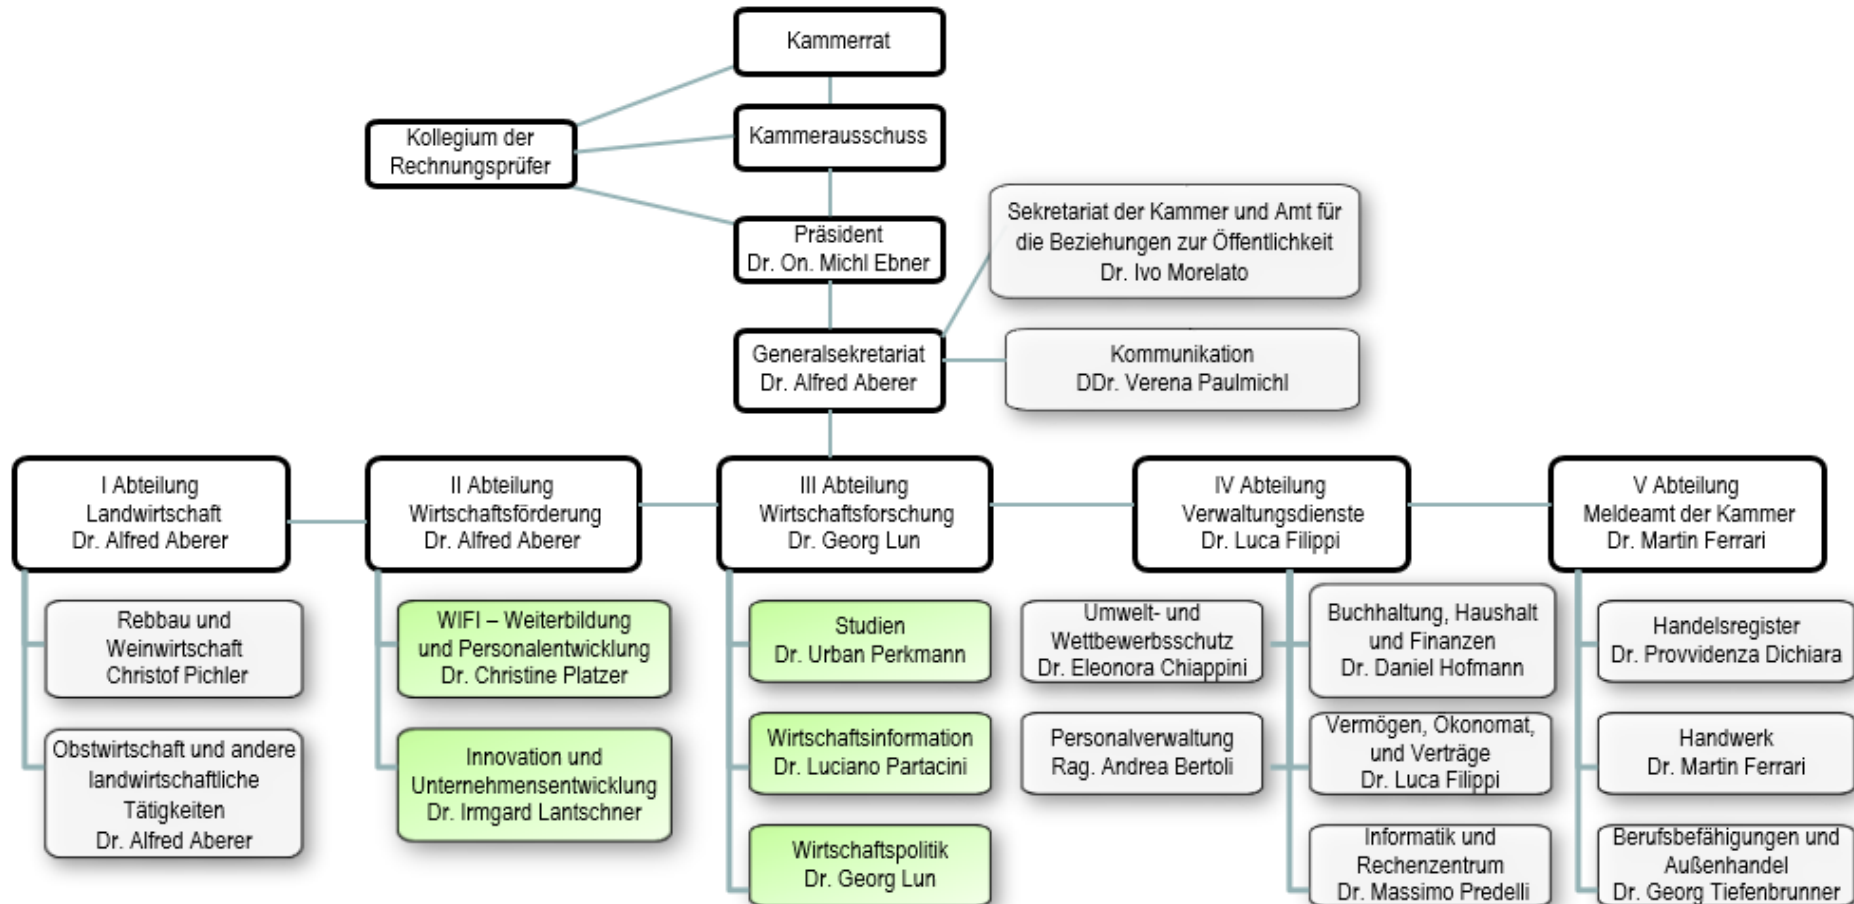 Kammerrat
Kammerausschuss
Kollegium der
Rechnungsprüfer
Präsident
Dr. On. Michl Ebner
Sekretariat der Kammer und Amt für
die Beziehungen zur Öffentlichkeit
Dr. Ivo Morelato
Generalsekretariat
Dr. Alfred Aberer
Kommunikation
DDr. Verena Paulmichl
I Abteilung
Landwirtschaft
Dr. Alfred Aberer
II Abteilung
Wirtschaftsförderung
Dr. Alfred Aberer
III Abteilung
Wirtschaftsforschung
Dr. Georg Lun
IV Abteilung
Verwaltungsdienste
Dr. Luca Filippi
V Abteilung
Meldeamt der Kammer
Dr. Martin Ferrari
Rebbau und
Weinwirtschaft
Christof Pichler
Obstwirtschaft und andere
landwirtschaftliche
Tätigkeiten
Dr. Alfred Aberer
WIFI – Weiterbildung
und Personalentwicklung
Dr. Christine Platzer
Innovation und
Unternehmensentwicklung
Dr. Irmgard Lantschner
Studien
Dr. Urban Perkmann
Wirtschaftsinformation
Dr. Luciano Partacini
Wirtschaftspolitik
Dr. Georg Lun
Umwelt- und
Wettbewerbsschutz
Dr. Eleonora Chiappini
Personalverwaltung
Rag. Andrea Bertoli
Buchhaltung, Haushalt
und Finanzen
Dr. Daniel Hofmann
Vermögen, Ökonomat,
und Verträge
Dr. Luca Filippi
Informatik und
Rechenzentrum
Dr. Massimo Predelli
Handelsregister
Dr. Provvidenza Dichiara
Handwerk
Dr. Martin Ferrari
Berufsbefähigungen und
Außenhandel
Dr. Georg Tiefenbrunner